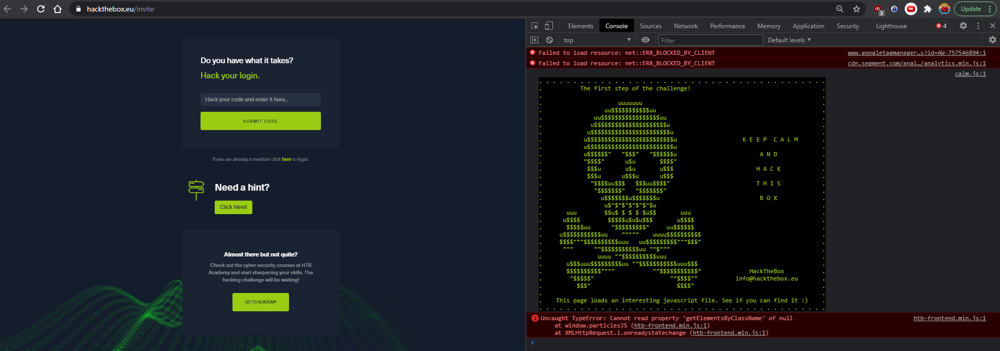 hackthebox.eu/invite
3
Update
Do you have what it takes?
Hack your login.
Hack your code and enter it here...
SUBMIT CODE
If you are already a member click here to login.
Need a hint?
Click Here!
Almost there but not quite?
Check out the cyber security courses at HTB
Academy and start sharpening your skills. The
hacking challenge will be waiting!
GO TO ACADEMY
Elements Console Sources Network Performance Memory Application Security Lighthouse 4
top Filter Default levels
Failed to load resource: net::ERR_BLOCKED_BY_CLIENT www.googletagmanager…s?id=AW-757546894:1
Failed to load resource: net::ERR_BLOCKED_BY_CLIENT cdn.segment.com/anal…/analytics.min.js:1
calm.js:1
The first step of the challenge!
uuuuuuu
uu$$$$$$$$$$$uu
uu$$$$$$$$$$$$$$$$$uu
u$$$$$$$$$$$$$$$$$$$$$u
u$$$$$$$$$$$$$$$$$$$$$$$u
u$$$$$$$$$$$$$$$$$$$$$$$$$u K E E P C A L M
u$$$$$$$$$$$$$$$$$$$$$$$$$u
u$$$$$$" "$$$" "$$$$$$u A N D
"$$$$" u$u $$$$"
$$$u u$u u$$$ H A C K
$$$u u$$$u u$$$
"$$$$uu$$$ $$$uu$$$$" T H I S
"$$$$$$$" "$$$$$$$"
u$$$$$$$u$$$$$$$u B O X
u$"$"$"$"$"$"$u
uuu $$u$ $ $ $ $u$$ uuu
u$$$$ $$$$$u$u$u$$$ u$$$$
$$$$$uu "$$$$$$$$$" uu$$$$$$
u$$$$$$$$$$$uu """"" uuuu$$$$$$$$$$
$$$$"""$$$$$$$$$$uuu uu$$$$$$$$$"""$$$"
""" ""$$$$$$$$$$$uu ""$"""
uuuu ""$$$$$$$$$$uuu
u$$$uuu$$$$$$$$$uu ""$$$$$$$$$$$uuu$$$
$$$$$$$$$$"""" ""$$$$$$$$$$$" HackTheBox
"$$$$$" ""$$$$"" info@hackthebox.eu
$$$" $$$$"
This page loads an interesting javascript file. See if you can find it :)
2 Uncaught TypeError: Cannot read property 'getElementsByClassName' of null htb-frontend.min.js:1
at window.particlesJS (htb-frontend.min.js:1)
at XMLHttpRequest.i.onreadystatechange (htb-frontend.min.js:1)